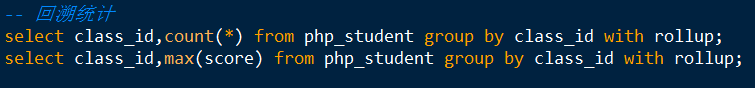 -- 回溯统计
select class_id,count(*) from php_student group by class_id with rollup;
select class_id,max(score) from php_student group by class_id with rollup;